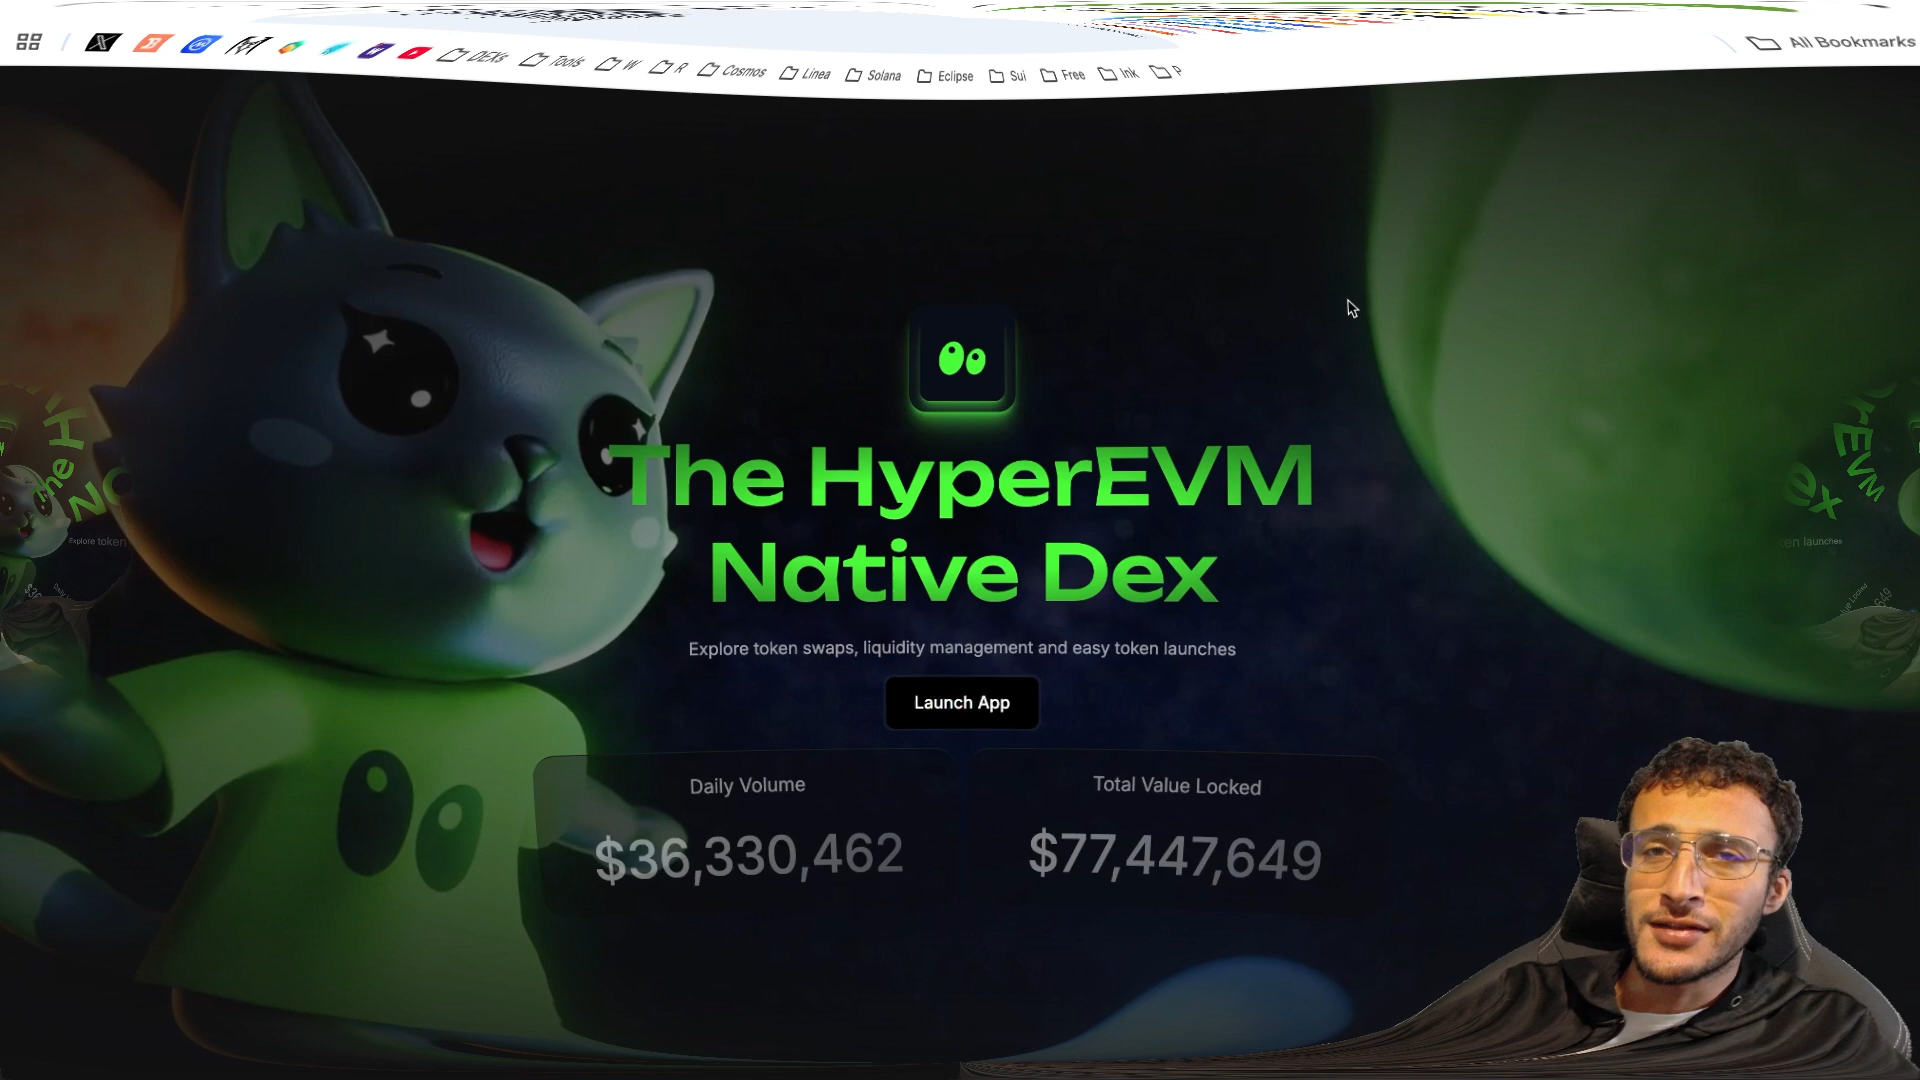 DEXs
Tools
W
R
Cosmos
Linea
Solana
Eclipse
Sui
Free
Ink
P
All Bookmarks
The HyperEVM
Native Dex
Explore token swaps, liquidity management and easy token launches
Launch App
Daily Volume
Total Value Locked
$36,330,462
$77,447,649